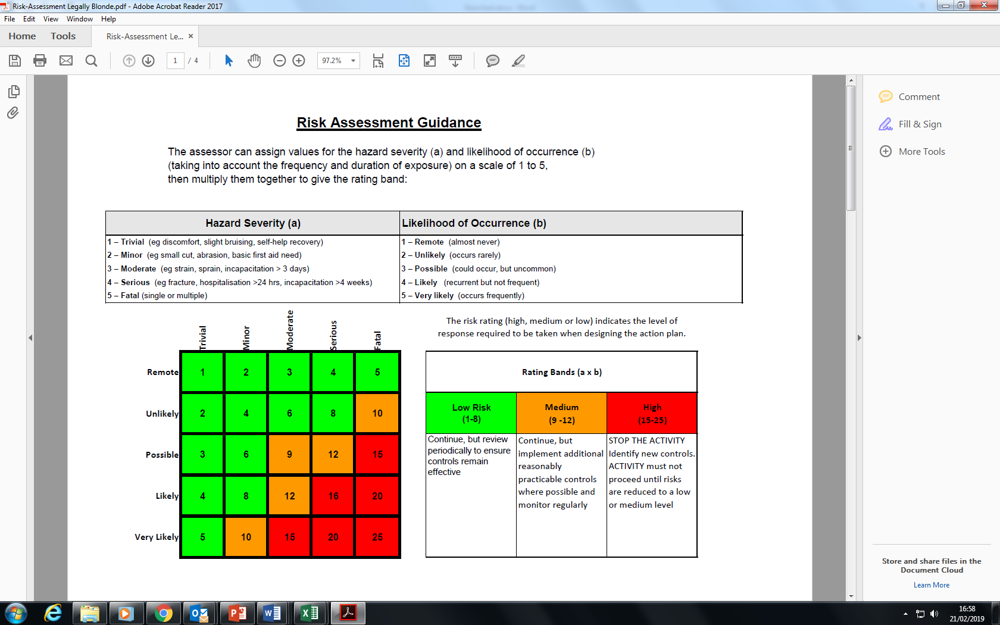 Risk-Assessment Legally Blonde.pdf - Adobe Acrobat Reader 2017
File Edit View Window Help
Home Tools Risk-Assessment Le... ×
1 / 4 97.2%
Comment
Fill & Sign
More Tools
Risk Assessment Guidance
The assessor can assign values for the hazard severity (a) and likelihood of occurrence (b)
(taking into account the frequency and duration of exposure) on a scale of 1 to 5,
then multiply them together to give the rating band:
Hazard Severity (a) Likelihood of Occurrence (b)
1 – Trivial (eg discomfort, slight bruising, self-help recovery) 1 – Remote (almost never)
2 – Minor (eg small cut, abrasion, basic first aid need) 2 – Unlikely (occurs rarely)
3 – Moderate (eg strain, sprain, incapacitation > 3 days) 3 – Possible (could occur, but uncommon)
4 – Serious (eg fracture, hospitalisation >24 hrs, incapacitation >4 weeks) 4 – Likely (recurrent but not frequent)
5 – Fatal (single or multiple) 5 – Very likely (occurs frequently)
Trivial Minor Moderate Serious Fatal
Remote 1 2 3 4 5
Unlikely 2 4 6 8 10
Possible 3 6 9 12 15
Likely 4 8 12 16 20
Very Likely 5 10 15 20 25
The risk rating (high, medium or low) indicates the level of
response required to be taken when designing the action plan.
Rating Bands (a x b)
Low Risk
(1-8)
Medium
(9 -12)
High
(15-25)
Continue, but review
periodically to ensure
controls remain
effective
Continue, but
implement additional
reasonably
practicable controls
where possible and
monitor regularly
STOP THE ACTIVITY
Identify new controls.
ACTIVITY must not
proceed until risks
are reduced to a low
or medium level
Store and share files in the
Document Cloud
Learn More
16:58
21/02/2019